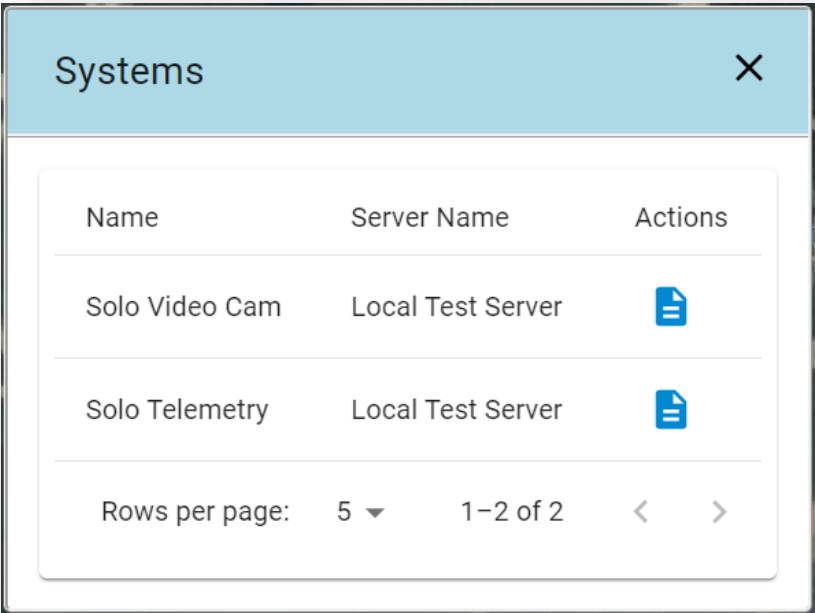 Systems
Name Server Name Actions
Solo Video Cam Local Test Server
Solo Telemetry Local Test Server
Rows per page: 5 1–2 of 2